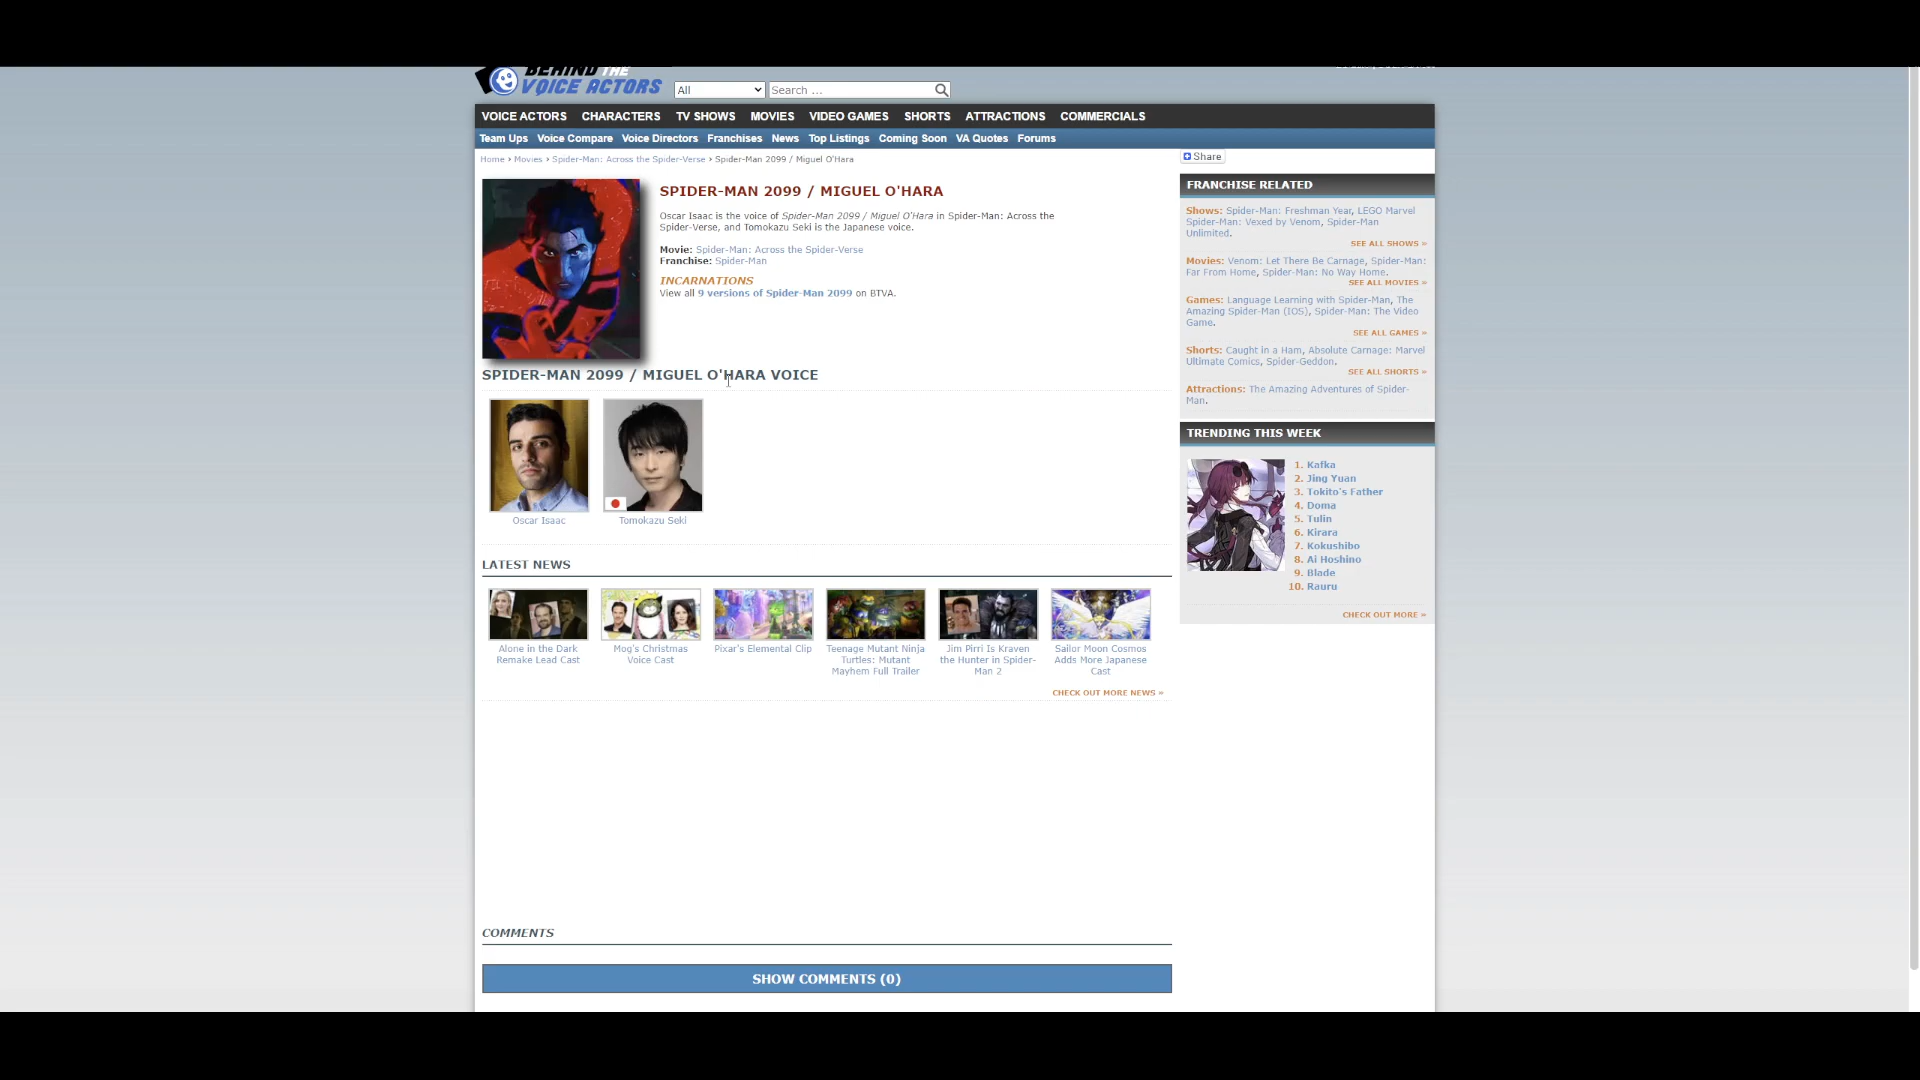 BEHIND THE
VOICE ACTORS
All
Search ...
VOICE ACTORS CHARACTERS TV SHOWS MOVIES VIDEO GAMES SHORTS ATTRACTIONS COMMERCIALS
Team Ups Voice Compare Voice Directors Franchises News Top Listings Coming Soon VA Quotes Forums
Home › Movies › Spider-Man: Across the Spider-Verse › Spider-Man 2099 / Miguel O'Hara
SPIDER-MAN 2099 / MIGUEL O'HARA
Oscar Isaac is the voice of Spider-Man 2099 / Miguel O'Hara in Spider-Man: Across the
Spider-Verse, and Tomokazu Seki is the Japanese voice.
Movie: Spider-Man: Across the Spider-Verse
Franchise: Spider-Man
INCARNATIONS
View all 9 versions of Spider-Man 2099 on BTVA.
SPIDER-MAN 2099 / MIGUEL O'HARA VOICE
Oscar Isaac
Tomokazu Seki
LATEST NEWS
Alone in the Dark
Remake Lead Cast
Mog's Christmas
Voice Cast
Pixar's Elemental Clip
Teenage Mutant Ninja
Turtles: Mutant
Mayhem Full Trailer
Jim Pirri Is Kraven
the Hunter in Spider-
Man 2
Sailor Moon Cosmos
Adds More Japanese
Cast
CHECK OUT MORE NEWS »
COMMENTS
SHOW COMMENTS (0)
Share
FRANCHISE RELATED
Shows: Spider-Man: Freshman Year, LEGO Marvel
Spider-Man: Vexed by Venom, Spider-Man
Unlimited.
SEE ALL SHOWS »
Movies: Venom: Let There Be Carnage, Spider-Man:
Far From Home, Spider-Man: No Way Home.
SEE ALL MOVIES »
Games: Language Learning with Spider-Man, The
Amazing Spider-Man (IOS), Spider-Man: The Video
Game.
SEE ALL GAMES »
Shorts: Caught in a Ham, Absolute Carnage: Marvel
Ultimate Comics, Spider-Geddon.
SEE ALL SHORTS »
Attractions: The Amazing Adventures of Spider-
Man.
TRENDING THIS WEEK
1. Kafka
2. Jing Yuan
3. Tokito's Father
4. Doma
5. Tulin
6. Kirara
7. Kokushibo
8. Ai Hoshino
9. Blade
10. Rauru
CHECK OUT MORE »